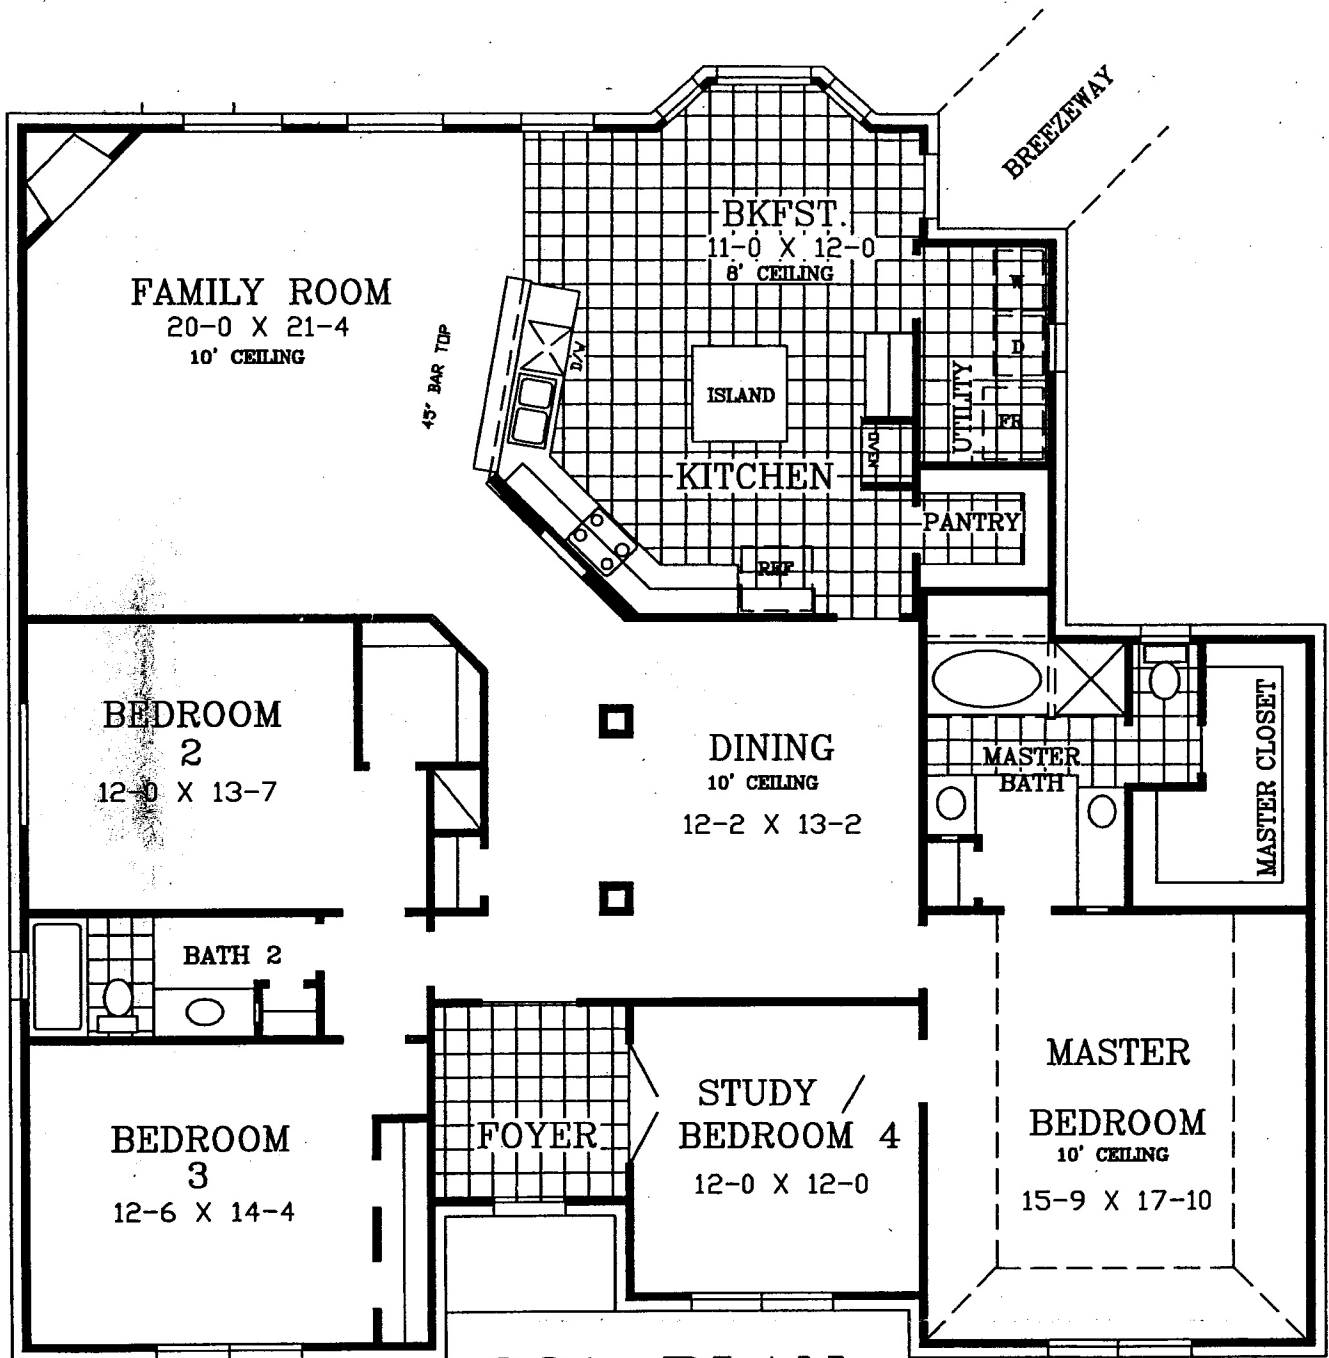 BREEZEWAY
BKFST.
11-0 X 12-0
8' CEILING
FAMILY ROOM
20-0 X 21-4
10' CEILING
45" BAR TOP
D/W
ISLAND
W
D
FR
UTILITY
OVEN
KITCHEN
PANTRY
REF
BEDROOM
2
12-0 X 13-7
DINING
10' CEILING
12-2 X 13-2
MASTER
BATH
MASTER CLOSET
BATH 2
MASTER
BEDROOM
10' CEILING
15-9 X 17-10
STUDY /
BEDROOM 4
12-0 X 12-0
FOYER
BEDROOM
3
12-6 X 14-4